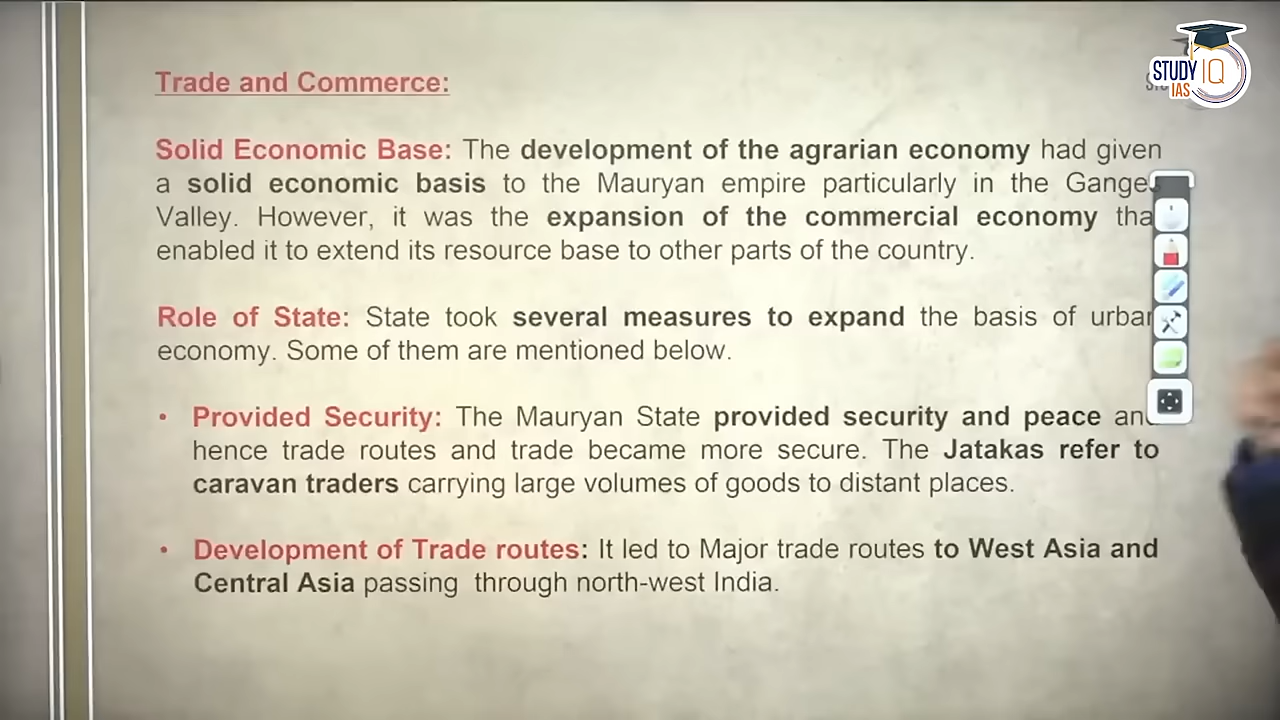 Trade and Commerce:
STUDY IQ
IAS
Solid Economic Base: The development of the agrarian economy had given
a solid economic basis to the Mauryan empire particularly in the Ganges
Valley. However, it was the expansion of the commercial economy tha
enabled it to extend its resource base to other parts of the country.
Role of State: State took several measures to expand the basis of urban
economy. Some of them are mentioned below.
• Provided Security: The Mauryan State provided security and peace and
hence trade routes and trade became more secure. The Jatakas refer to
caravan traders carrying large volumes of goods to distant places.
• Development of Trade routes: It led to Major trade routes to West Asia and
Central Asia passing through north-west India.